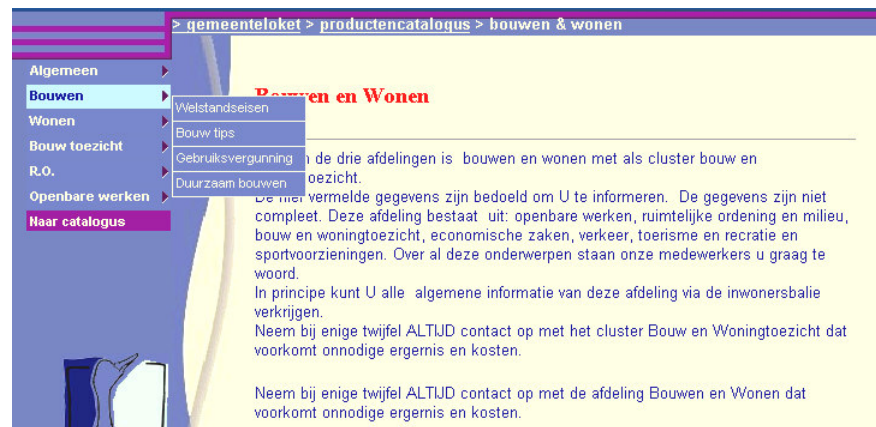 > gemeenteloket > productencatalogus > bouwen & wonen
Algemeen
Bouwen
Wonen
Bouw toezicht
R.O.
Openbare werken
Naar catalogus
Welstandseisen
Bouw tips
Gebruiksvergunning
Duurzaam bouwen
Bouwen en Wonen
n de drie afdelingen is bouwen en wonen met als cluster bouw en
oezicht.
De hier vermelde gegevens zijn bedoeld om U te informeren. De gegevens zijn niet
compleet. Deze afdeling bestaat uit: openbare werken, ruimtelijke ordening en milieu,
bouw en woningtoezicht, economische zaken, verkeer, toerisme en recratie en
sportvoorzieningen. Over al deze onderwerpen staan onze medewerkers u graag te
woord.
In principe kunt U alle algemene informatie van deze afdeling via de inwonersbalie
verkrijgen.
Neem bij enige twijfel ALTIJD contact op met het cluster Bouw en Woningtoezicht dat
voorkomt onnodige ergernis en kosten.
Neem bij enige twijfel ALTIJD contact op met de afdeling Bouwen en Wonen dat
voorkomt onnodige ergernis en kosten.